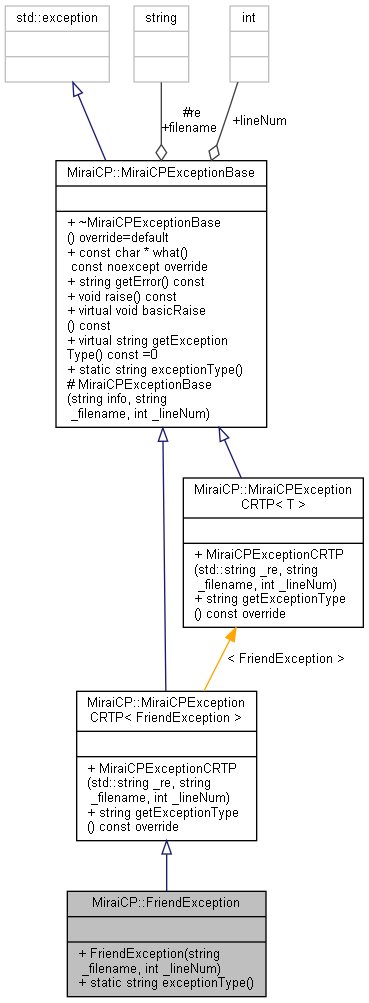 std::exception
string
int
#re
+filename
+lineNum
MiraiCP::MiraiCPExceptionBase
+ ~MiraiCPExceptionBase
() override=default
+ const char * what()
const noexcept override
+ string getError() const
+ void raise() const
+ virtual void basicRaise
() const
+ virtual string getException
Type() const =0
+ static string exceptionType()
# MiraiCPExceptionBase
(string info, string
_filename, int _lineNum)
MiraiCP::MiraiCPException
CRTP< T >
+ MiraiCPExceptionCRTP
(std::string _re, string
_filename, int _lineNum)
+ string getExceptionType
() const override
< FriendException >
MiraiCP::MiraiCPException
CRTP< FriendException >
+ MiraiCPExceptionCRTP
(std::string _re, string
_filename, int _lineNum)
+ string getExceptionType
() const override
MiraiCP::FriendException
+ FriendException(string
_filename, int _lineNum)
+ static string exceptionType()